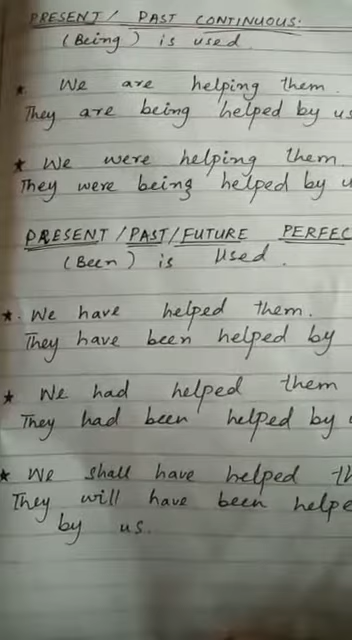 PRESENT / PAST CONTINUOUS.
(Being) is used.
★ We are helping them.
They are being helped by us
★ We were helping them.
They were being helped by
PRESENT / PAST / FUTURE PERFEC
(Been) is Used.
★. We have helped them.
They have been helped by
★ We had helped them
They had been helped by
★ We shall have helped th
They will have been helpe
by us.